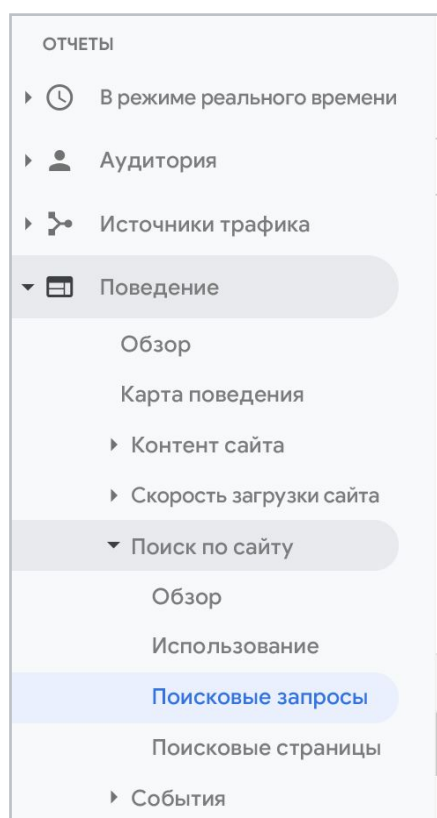 ОТЧЕТЫ
В режиме реального времени
Аудитория
Источники трафика
Поведение
Обзор
Карта поведения
Контент сайта
Скорость загрузки сайта
Поиск по сайту
Обзор
Использование
Поисковые запросы
Поисковые страницы
События